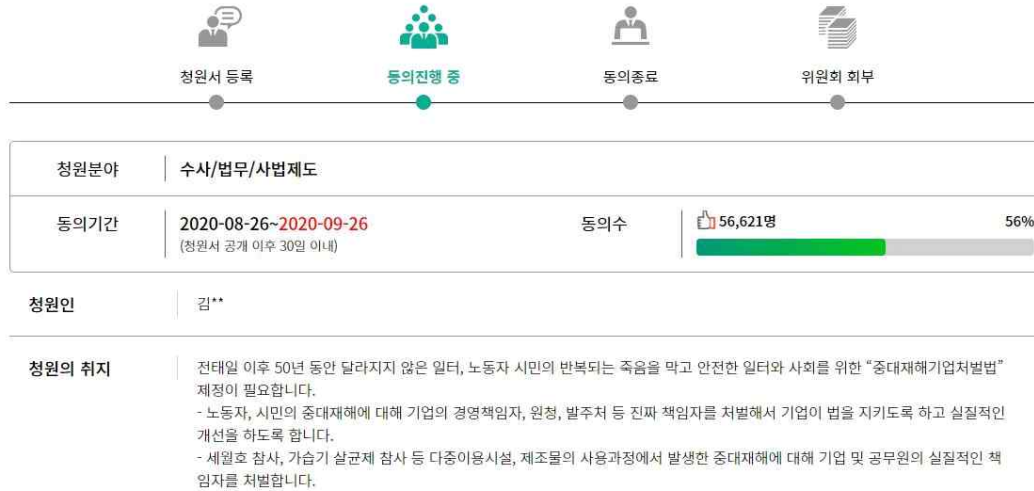 청원서 등록
동의진행 중
동의종료
위원회 회부
청원분야
수사/법무/사법제도
동의기간
2020-08-26~2020-09-26
(청원서 공개 이후 30일 이내)
동의수
56,621명
56%
청원인
김**
청원의 취지
전태일 이후 50년 동안 달라지지 않은 일터, 노동자 시민의 반복되는 죽음을 막고 안전한 일터와 사회를 위한 “중대재해기업처벌법”
제정이 필요합니다.
- 노동자, 시민의 중대재해에 대해 기업의 경영책임자, 원청, 발주처 등 진짜 책임자를 처벌해서 기업이 법을 지키도록 하고 실질적인
개선을 하도록 합니다.
- 세월호 참사, 가습기 살균제 참사 등 다중이용시설, 제조물의 사용과정에서 발생한 중대재해에 대해 기업 및 공무원의 실질적인 책
임자를 처벌합니다.